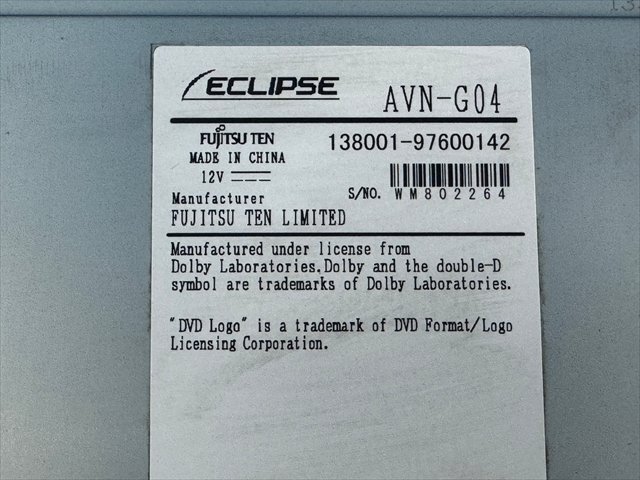 ECLIPSE
AVN-G04
FUJITSU TEN
138001-97600142
MADE IN CHINA
12V
S/NO. WM802264
Manufacturer
FUJITSU TEN LIMITED
Manufactured under license from
Dolby Laboratories.Dolby and the double-D
symbol are trademarks of Dolby Laboratories.
"DVD Logo" is a trademark of DVD Format/Logo
Licensing Corporation.